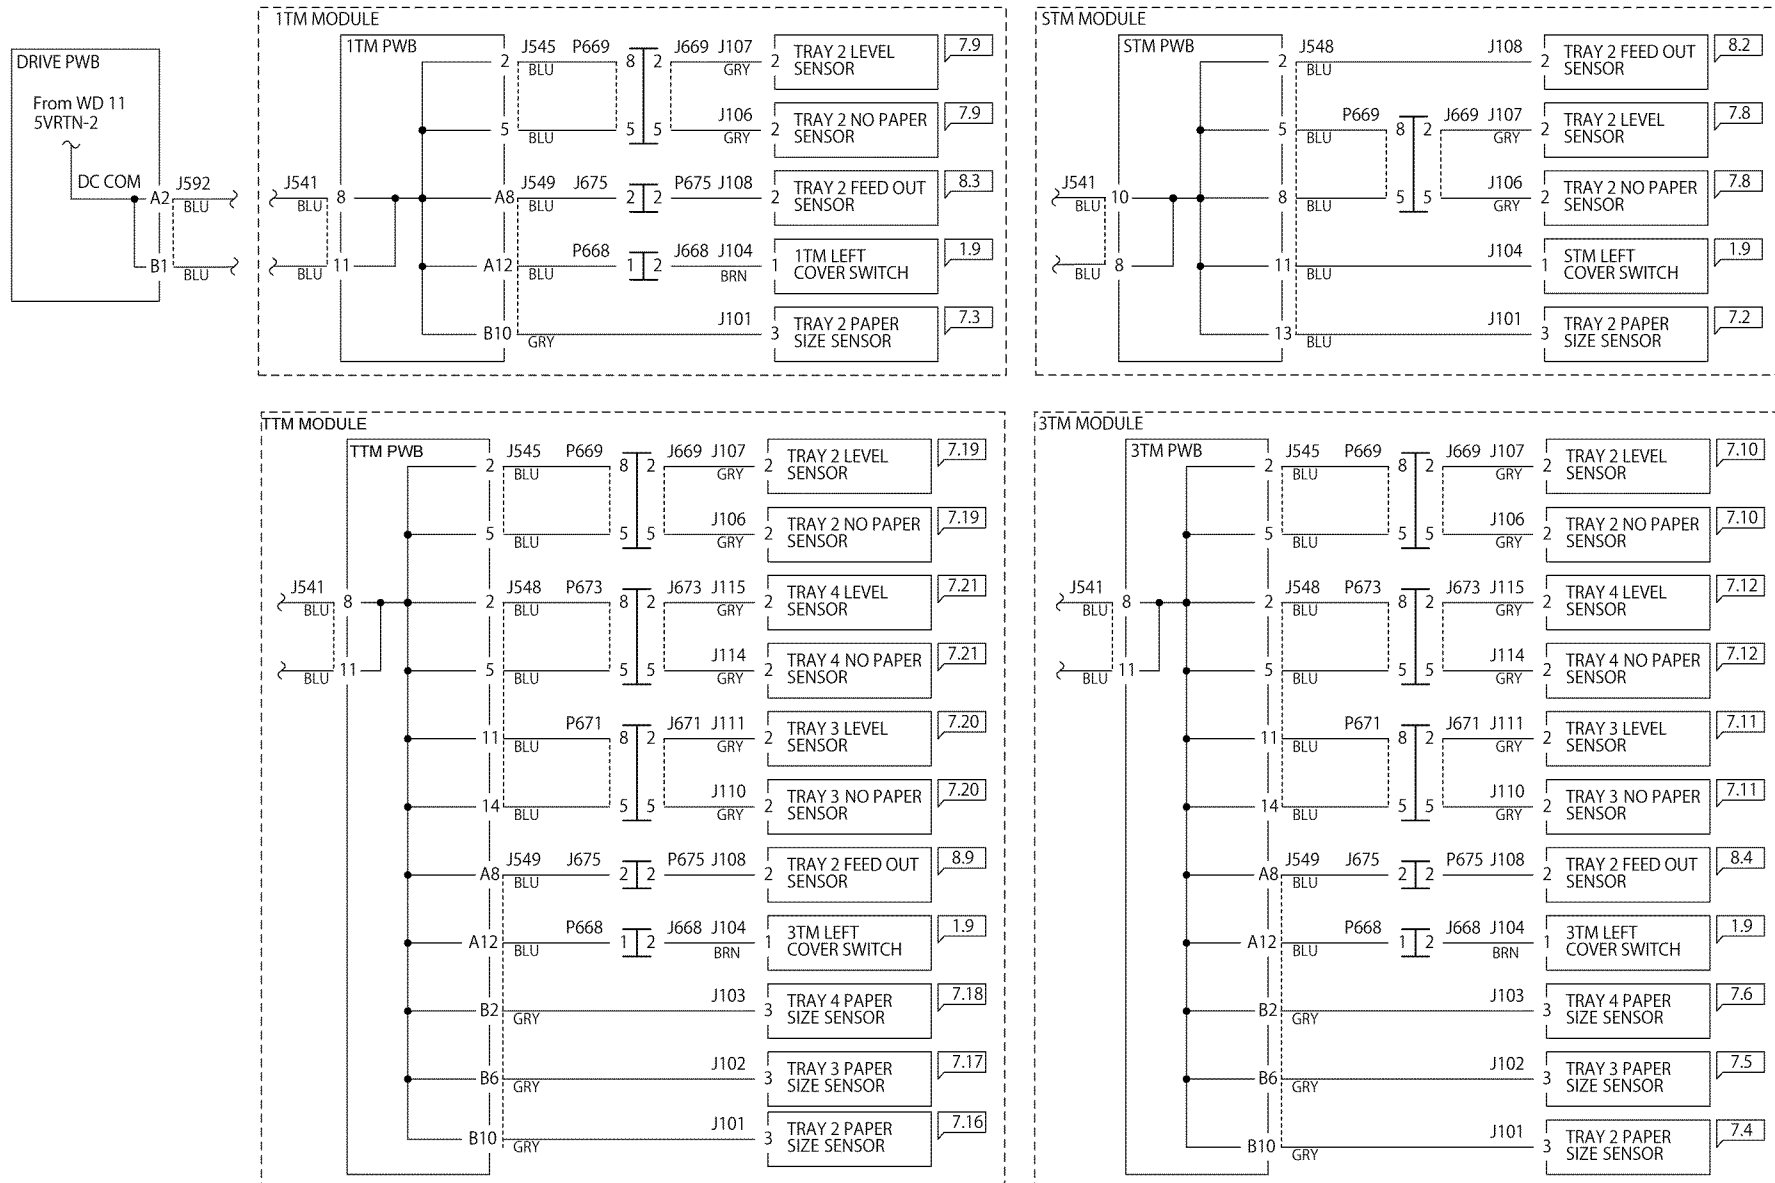 DRIVE PWB
From WD 11
5VRTN-2
DC COM
A2 J592
BLU
B1
BLU
1TM MODULE
1TM PWB
J541
BLU
8
BLU
11
2 J545 P669 8 2 J669 J107 2 TRAY 2 LEVEL 7.9
BLU GRY SENSOR
5 5 5 J106 2 TRAY 2 NO PAPER 7.9
BLU GRY SENSOR
A8 J549 J675 2 2 P675 J108 2 TRAY 2 FEED OUT 8.3
BLU SENSOR
A12 P668 1 2 J668 J104 1 1TM LEFT 1.9
BLU BRN COVER SWITCH
B10 J101 3 TRAY 2 PAPER 7.3
GRY SIZE SENSOR
STM MODULE
STM PWB
J541
BLU
10
BLU
8
2 J548 J108 2 TRAY 2 FEED OUT 8.2
BLU SENSOR
5 P669 8 2 J669 J107 2 TRAY 2 LEVEL 7.8
BLU GRY SENSOR
8 5 5 J106 2 TRAY 2 NO PAPER 7.8
BLU GRY SENSOR
11 J104 1 STM LEFT 1.9
BLU COVER SWITCH
13 J101 3 TRAY 2 PAPER 7.2
BLU SIZE SENSOR
TTM MODULE
TTM PWB
J541
BLU
8
BLU
11
2 J545 P669 8 2 J669 J107 2 TRAY 2 LEVEL 7.19
BLU GRY SENSOR
5 5 5 J106 2 TRAY 2 NO PAPER 7.19
BLU GRY SENSOR
2 J548 P673 8 2 J673 J115 2 TRAY 4 LEVEL 7.21
BLU GRY SENSOR
5 5 5 J114 2 TRAY 4 NO PAPER 7.21
BLU GRY SENSOR
11 P671 8 2 J671 J111 2 TRAY 3 LEVEL 7.20
BLU GRY SENSOR
14 5 5 J110 2 TRAY 3 NO PAPER 7.20
BLU GRY SENSOR
A8 J549 J675 2 2 P675 J108 2 TRAY 2 FEED OUT 8.9
BLU SENSOR
A12 P668 1 2 J668 J104 1 3TM LEFT 1.9
BLU BRN COVER SWITCH
B2 J103 3 TRAY 4 PAPER 7.18
GRY SIZE SENSOR
B6 J102 3 TRAY 3 PAPER 7.17
GRY SIZE SENSOR
B10 J101 3 TRAY 2 PAPER 7.16
GRY SIZE SENSOR
3TM MODULE
3TM PWB
J541
BLU
8
BLU
11
2 J545 P669 8 2 J669 J107 2 TRAY 2 LEVEL 7.10
BLU GRY SENSOR
5 5 5 J106 2 TRAY 2 NO PAPER 7.10
BLU GRY SENSOR
2 J548 P673 8 2 J673 J115 2 TRAY 4 LEVEL 7.12
BLU GRY SENSOR
5 5 5 J114 2 TRAY 4 NO PAPER 7.12
BLU GRY SENSOR
11 P671 8 2 J671 J111 2 TRAY 3 LEVEL 7.11
BLU GRY SENSOR
14 5 5 J110 2 TRAY 3 NO PAPER 7.11
BLU GRY SENSOR
A8 J549 J675 2 2 P675 J108 2 TRAY 2 FEED OUT 8.4
BLU SENSOR
A12 P668 1 2 J668 J104 1 3TM LEFT 1.9
BLU BRN COVER SWITCH
B2 J103 3 TRAY 4 PAPER 7.6
GRY SIZE SENSOR
B6 J102 3 TRAY 3 PAPER 7.5
GRY SIZE SENSOR
B10 J101 3 TRAY 2 PAPER 7.4
GRY SIZE SENSOR